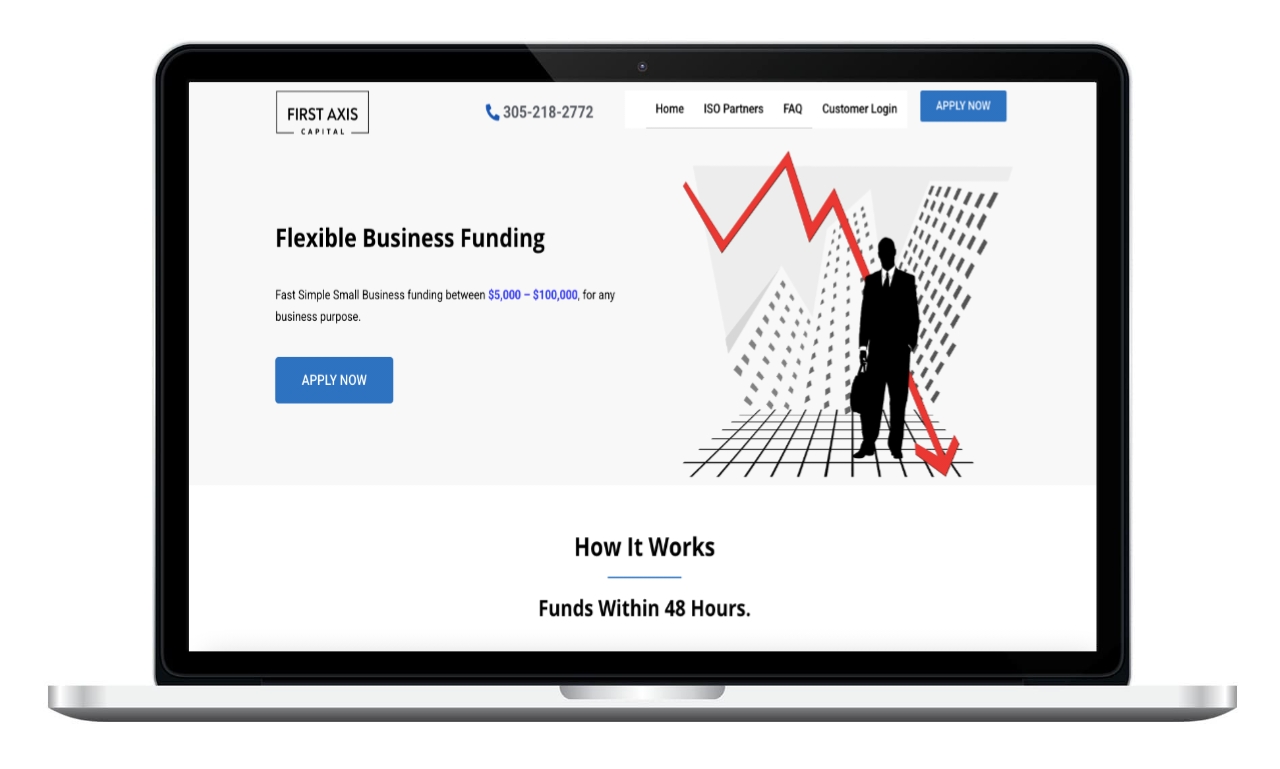 FIRST AXIS
CAPITAL
305-218-2772
Home
ISO Partners
FAQ
Customer Login
APPLY NOW
Flexible Business Funding
Fast Simple Small Business funding between $5,000 – $100,000, for any
business purpose.
APPLY NOW
How It Works
Funds Within 48 Hours.